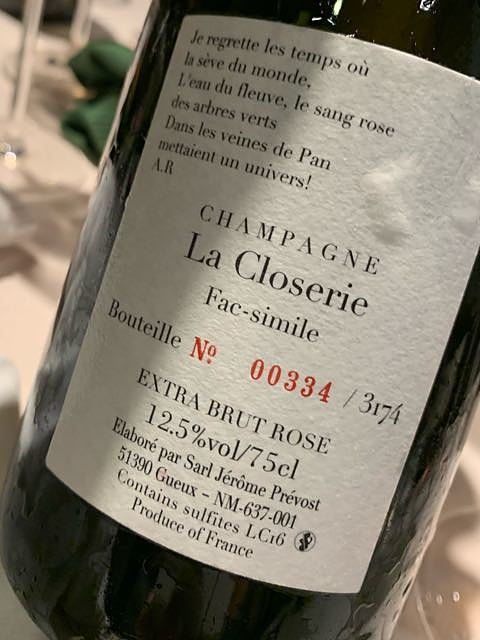 Je regrette les temps où
la sève du monde,
L'eau du fleuve, le sang rose
des arbres verts
Dans les veines de Pan
mettaient un univers!
A.R
CHAMPAGNE
La Closerie
Fac-simile
Bouteille Nº 00334 / 3174
EXTRA BRUT ROSE
12.5%vol/75cl
Elaboré par Sarl Jérôme Prévost
51390 Gueux - NM-637-001
Contains sulfites LC16
Produce of France